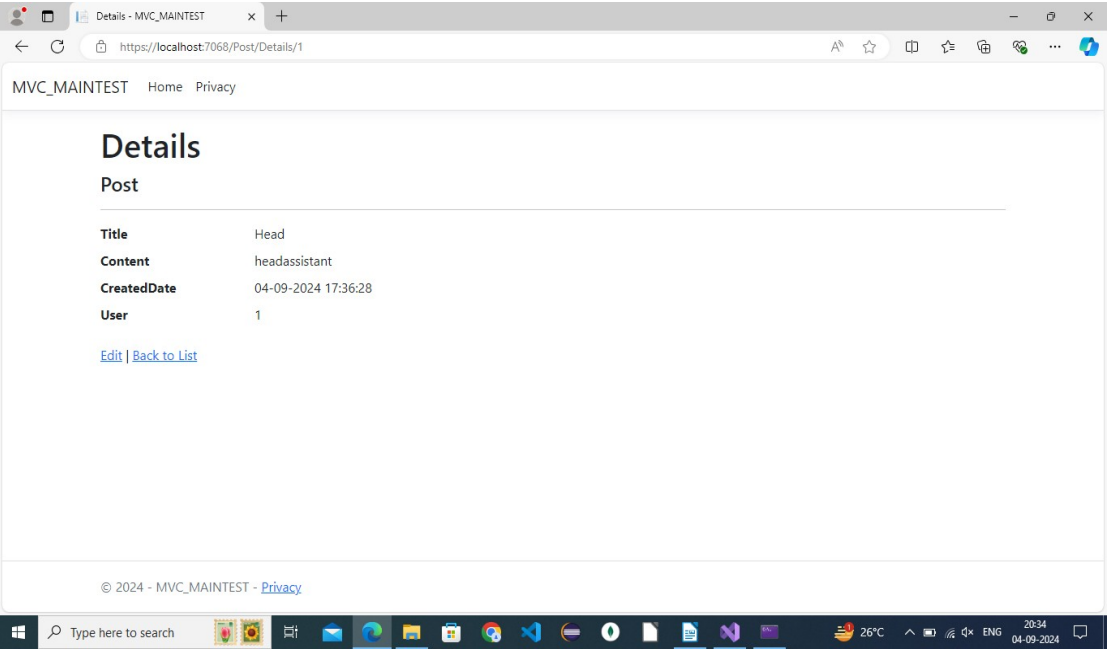 Details - MVC_MAINTEST
https://localhost:7068/Post/Details/1
MVC_MAINTEST Home Privacy
Details
Post
Title Head
Content headassistant
CreatedDate 04-09-2024 17:36:28
User 1
Edit | Back to List
© 2024 - MVC_MAINTEST - Privacy
Type here to search 26°C ENG 20:34
04-09-2024